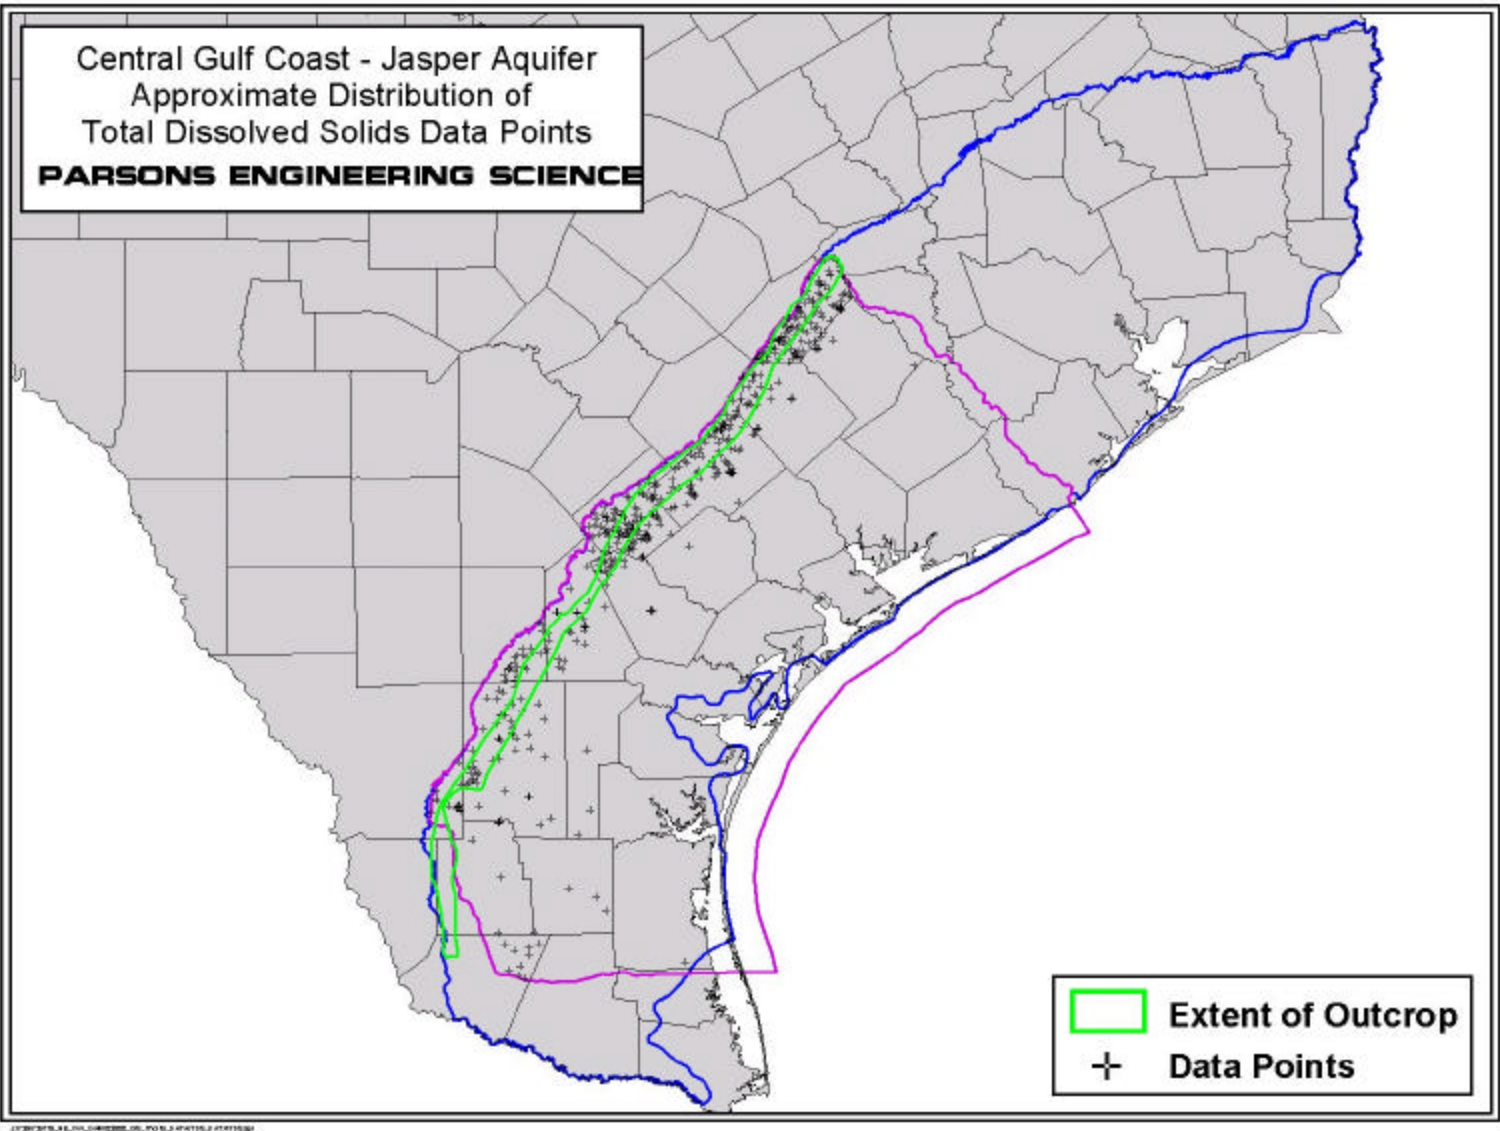 Central Gulf Coast - Jasper Aquifer
Approximate Distribution of
Total Dissolved Solids Data Points
PARSONS ENGINEERING SCIENCE
Extent of Outcrop
Data Points